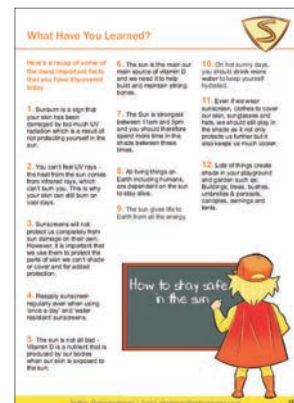 What Have You Learned?
S
Here's a recap of some of
the most important facts
that you have discovered
today.
1. Sunburn is a sign that
your skin has been
damaged by too much UV
radiation which is a result of
not protecting yourself in the
sun.
2. You can't feel UV rays -
the heat from the sun comes
from infrared rays, which
can't burn you. This is why
your skin can still burn on
cool days.
3. Sunscreens will not
protect us completely from
sun damage on their own.
However, it is important that
we use them to protect the
parts of skin we can't shade
or cover and for added
protection.
4. Reapply sunscreen
regularly even when using
'once a day' and 'water
resistant' sunscreens.
5. The sun is not all bad -
Vitamin D is a nutrient that is
produced by our bodies
when our skin is exposed to
the sun.
6. The sun is the main our
main source of vitamin D
and we need it to help
build and maintain strong
bones.
7. The Sun is strongest
between 11am and 3pm
and you should therefore
spend more time in the
shade between these
times.
8. All living things on
Earth including humans,
are dependent on the sun
to stay alive.
9. The sun gives life to
Earth from all the energy.
10. On hot sunny days,
you should drink more
water to keep yourself
hydrated.
11. Even if we wear
sunscreen, clothes to cover
our skin, sunglasses and
hats, we should still play in
the shade as it not only
protects us further but it
also keeps us much cooler.
12. Lots of things create
shade in your playground
and garden such as:
Buildings, trees, bushes,
umbrellas & parasols,
canopies, awnings and
tents.
How to stay safe
in the sun